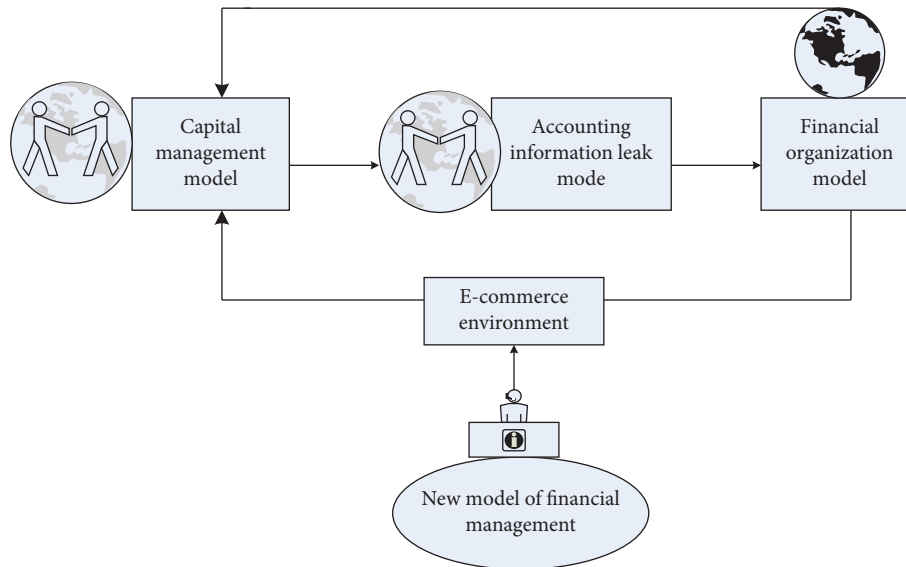 Capital
management
model
Accounting
information leak
mode
Financial
organization
model
E-commerce
environment
i
New model of financial
management